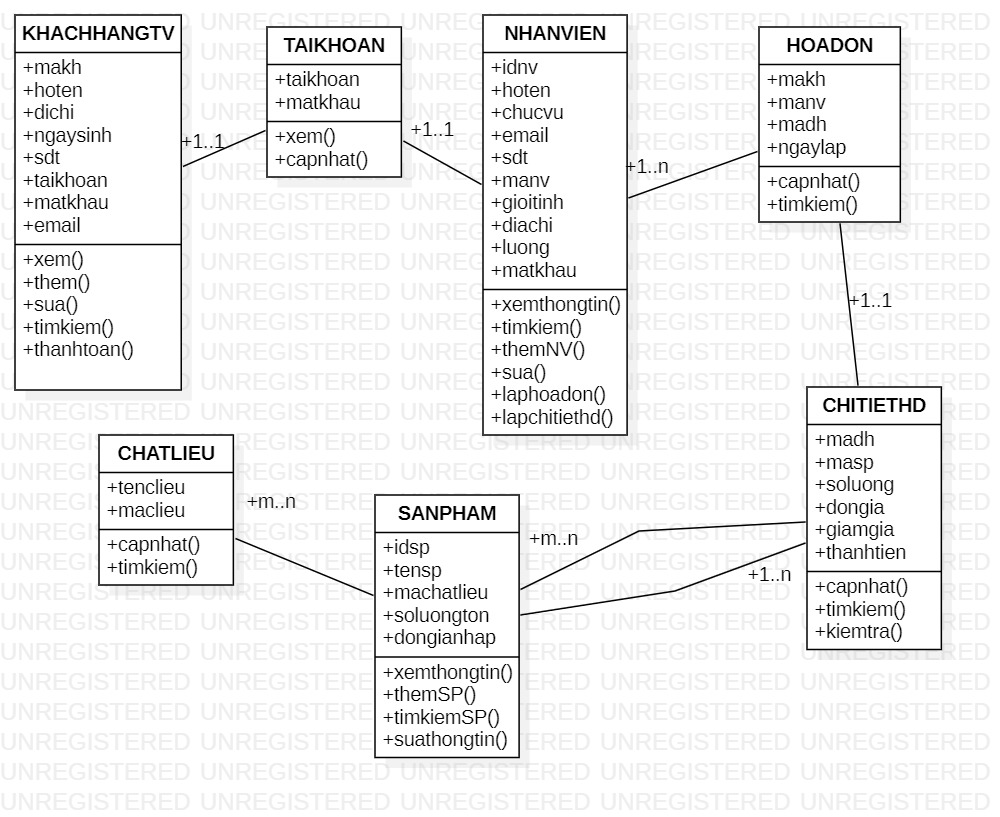 KHACHHANGTV
+makh
+hoten
+dichi
+ngaysinh
+sdt
+taikhoan
+matkhau
+email
+xem()
+them()
+sua()
+timkiem()
+thanhtoan()
+1..1
TAIKHOAN
+taikhoan
+matkhau
+xem()
+capnhat()
+1..1
NHANVIEN
+idnv
+hoten
+chucvu
+email
+sdt
+manv
+gioitinh
+diachi
+luong
+matkhau
+xemthongtin()
+timkiem()
+themNV()
+sua()
+laphoadon()
+lapchitiethd()
+1..n
HOADON
+makh
+manv
+madh
+ngaylap
+capnhat()
+timkiem()
+1..1
CHATLIEU
+tenclieu
+maclieu
+capnhat()
+timkiem()
+m..n
SANPHAM
+idsp
+tensp
+machatlieu
+soluongton
+dongianhap
+xemthongtin()
+themSP()
+timkiemSP()
+suathongtin()
+m..n
+1..n
CHITIETHD
+madh
+masp
+soluong
+dongia
+giamgia
+thanhtien
+capnhat()
+timkiem()
+kiemtra()
UNREGISTERED